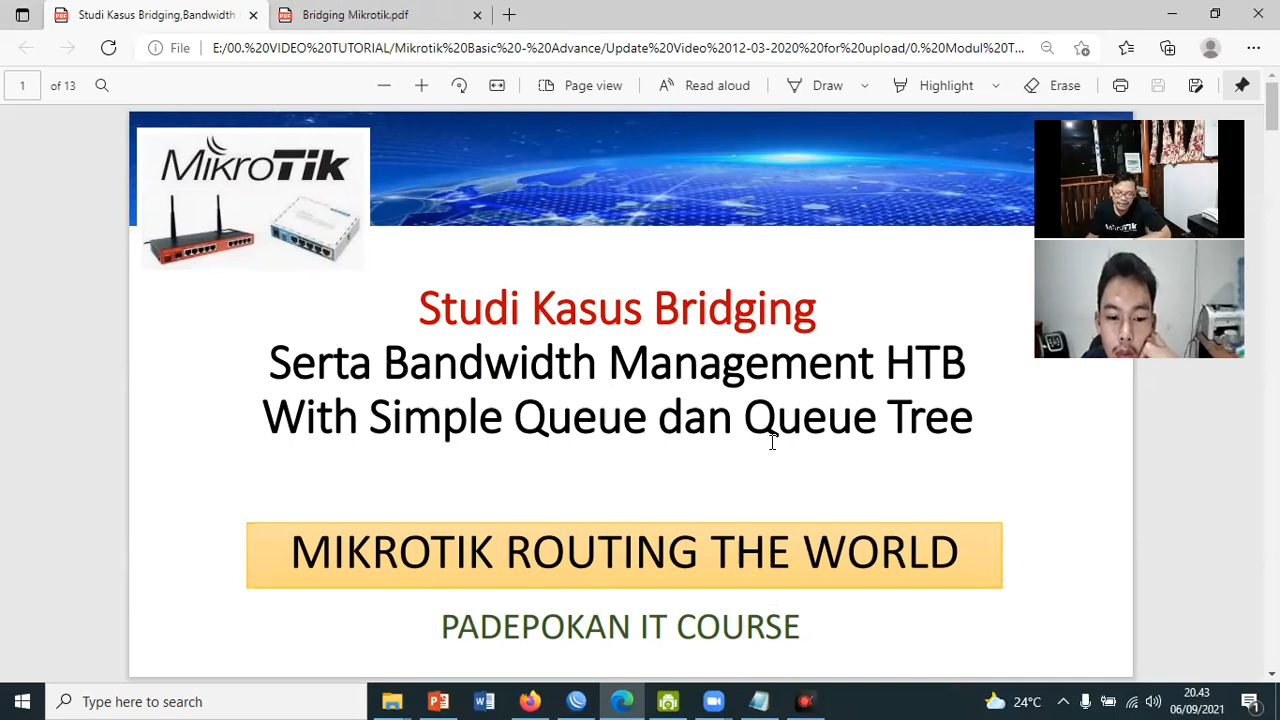 Studi Kasus Bridging,Bandwidth
Bridging Mikrotik.pdf
File
E:/00.%20VIDEO%20TUTORIAL/Mikrotik%20Basic%20-%20Advance/Update%20Video%2012-03-2020%20for%20upload/0.%20Modul%20T...
1
of 13
Page view
Read aloud
Draw
Highlight
Erase
MikroTik
MikroTik
Studi Kasus Bridging
Serta Bandwidth Management HTB
With Simple Queue dan Queue Tree
MIKROTIK ROUTING THE WORLD
PADEPOKAN IT COURSE
Type here to search
24°C
20.43
06/09/2021
1